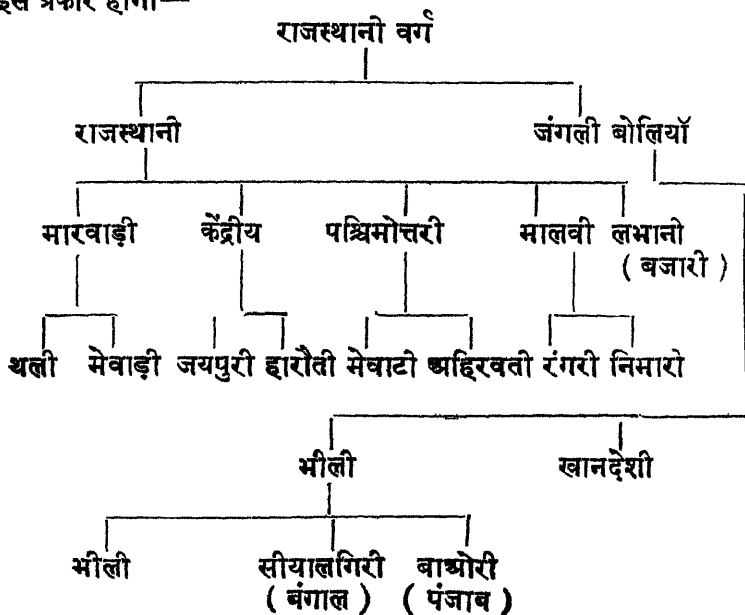 इस प्रकार होगा—
राजस्थानी वर्ग
राजस्थानी जंगली बोलियाँ
मारवाड़ी केंद्रीय पश्चिमोत्तरी मालवी लभानी
( बजारी )
थली मेवाड़ी जयपुरी हारौती मेवाटी अहिरवती रंगरी निमारो
भीली खानदेशी
भीली सीयालगिरी बाओरी
( बंगाल ) ( पंजाब )